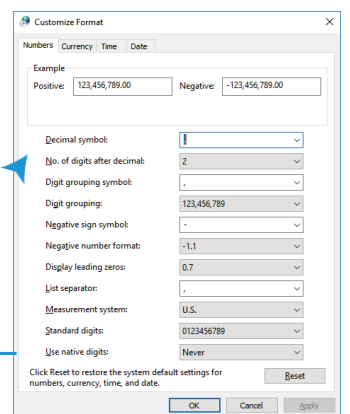 Customize Format
Numbers Currency Time Date
Example
Positive: 123,456,789.00 Negative: -123,456,789.00
Decimal symbol:
No. of digits after decimal: 2
Digit grouping symbol: ,
Digit grouping: 123,456,789
Negative sign symbol: -
Negative number format: -1.1
Display leading zeros: 0.7
List separator: ,
Measurement system: U.S.
Standard digits: 0123456789
Use native digits: Never
Click Reset to restore the system default settings for
numbers, currency, time, and date.
Reset
OK Cancel Apply